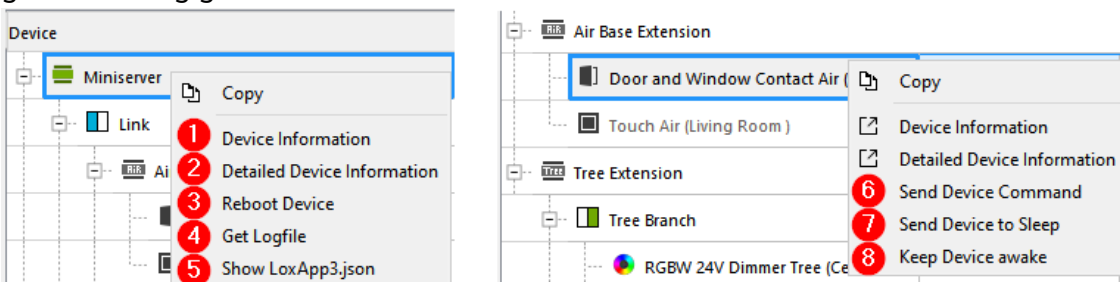 Device
Miniserver
Copy
Link
1 Device Information
Ai
2 Detailed Device Information
3 Reboot Device
4 Get Logfile
5 Show LoxApp3.json
Air Base Extension
Door and Window Contact Air (
Copy
Touch Air (Living Room )
Device Information
Detailed Device Information
Tree Extension
6 Send Device Command
Tree Branch
7 Send Device to Sleep
8 Keep Device awake
RGBW 24V Dimmer Tree (Ce